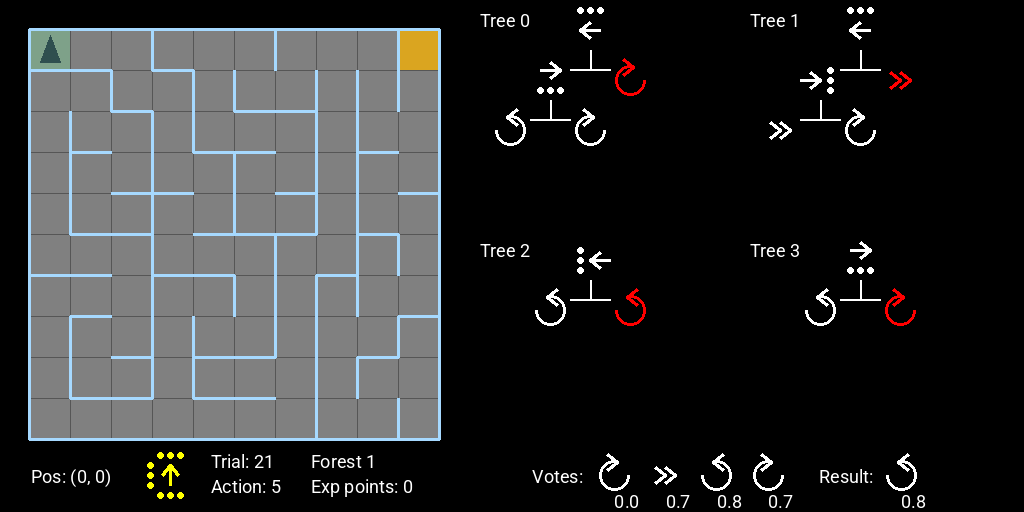 Tree 0
Tree 1
Tree 2
Tree 3
Pos: (0, 0)
Trial: 21
Forest 1
Action: 5
Exp points: 0
Votes:
0.0
0.7
0.8
0.7
Result:
0.8